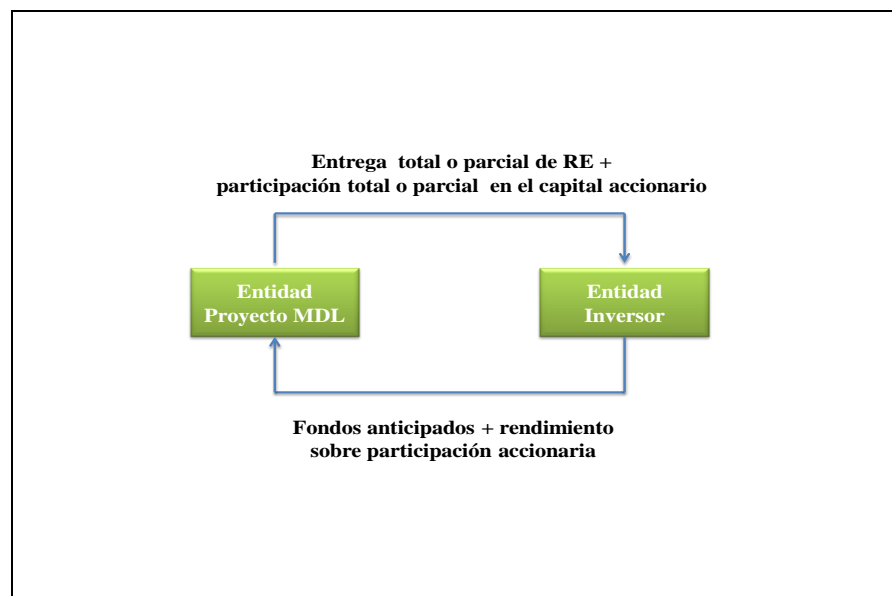 Entrega total o parcial de RE +
participación total o parcial en el capital accionario
Entidad
Proyecto MDL
Entidad
Inversor
Fondos anticipados + rendimiento
sobre participación accionaria